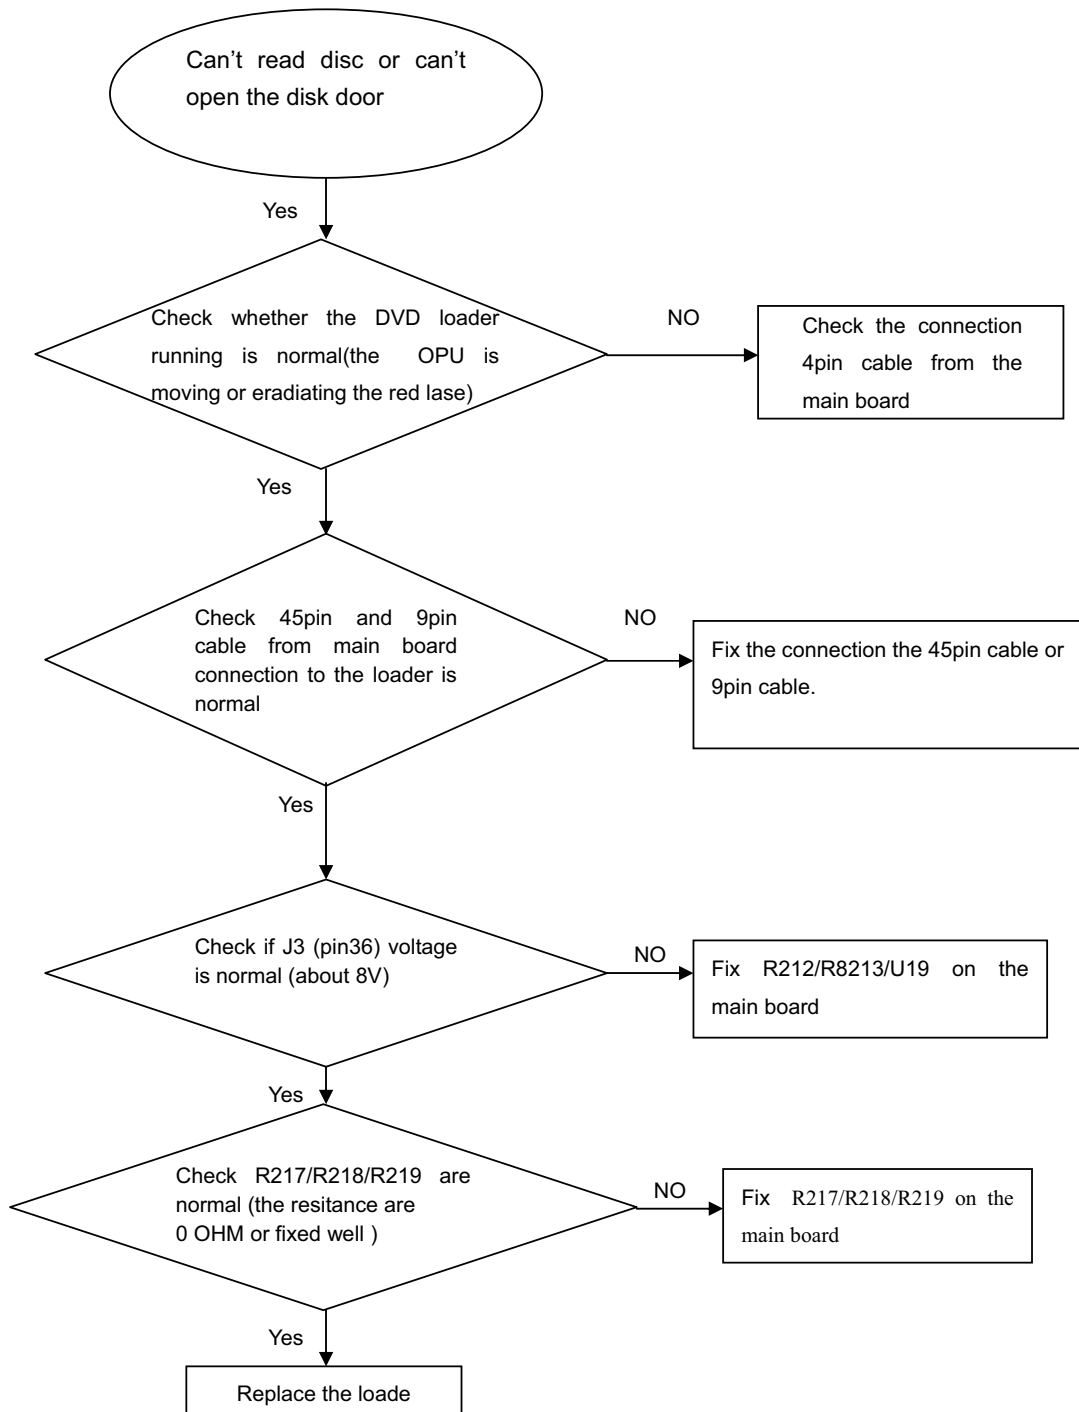 Can’t read disc or can’t
open the disk door
Yes
Check whether the DVD loader
running is normal(the OPU is
moving or eradiating the red lase)
NO
Check the connection
4pin cable from the
main board
Yes
Check 45pin and 9pin
cable from main board
connection to the loader is
normal
NO
Fix the connection the 45pin cable or
9pin cable.
Yes
Check if J3 (pin36) voltage
is normal (about 8V)
NO
Fix R212/R8213/U19 on the
main board
Yes
Check R217/R218/R219 are
normal (the resitance are
0 OHM or fixed well )
NO
Fix R217/R218/R219 on the
main board
Yes
Replace the loade